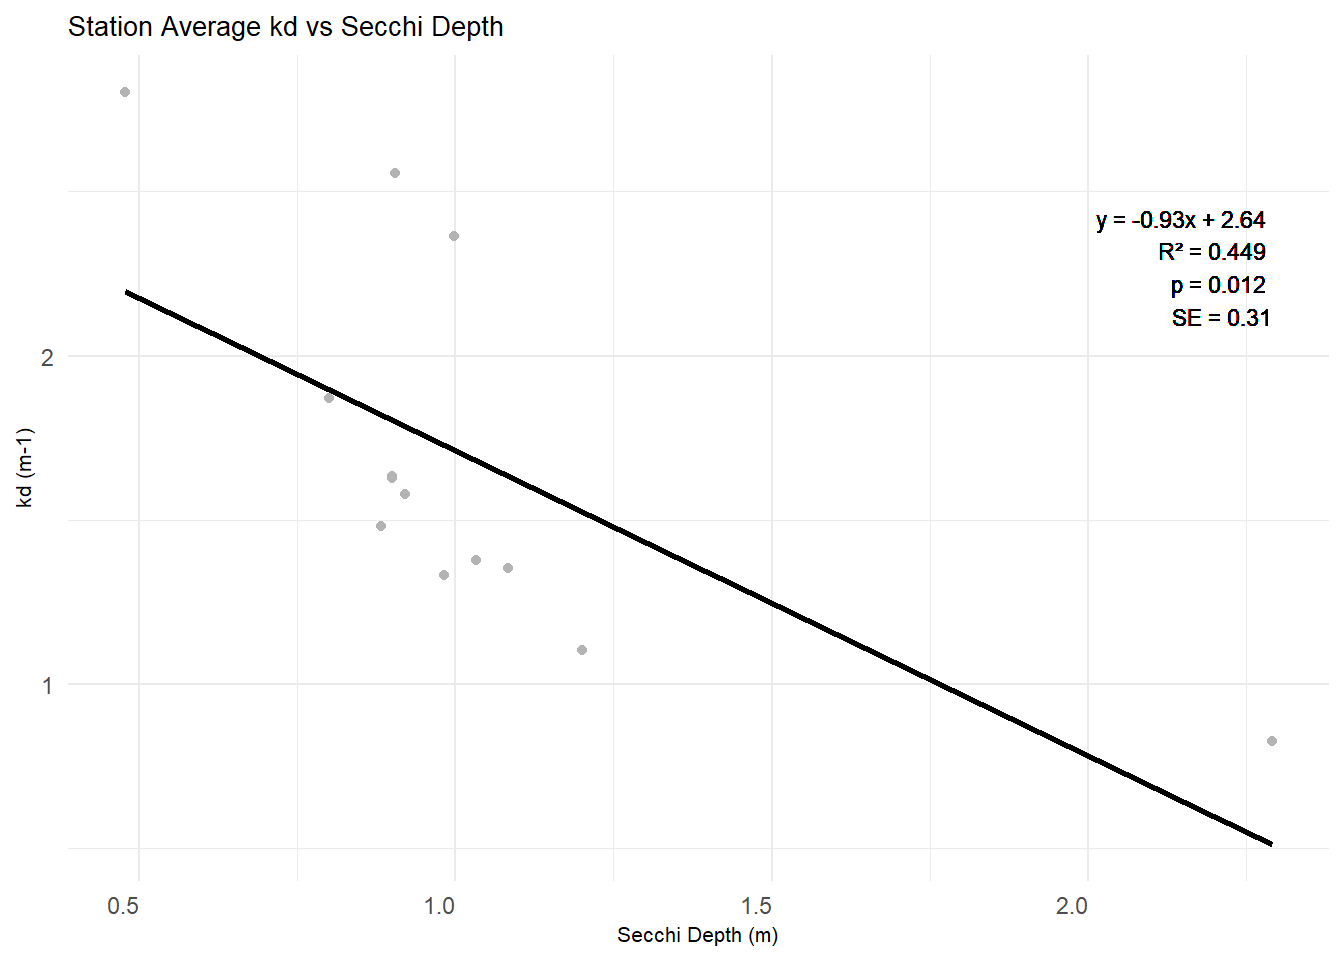 Station Average kd vs Secchi Depth
y = -0.93x + 2.64
R² = 0.449
p = 0.012
SE = 0.31
2
1
kd (m-1)
0.5 1.0 1.5 2.0
Secchi Depth (m)